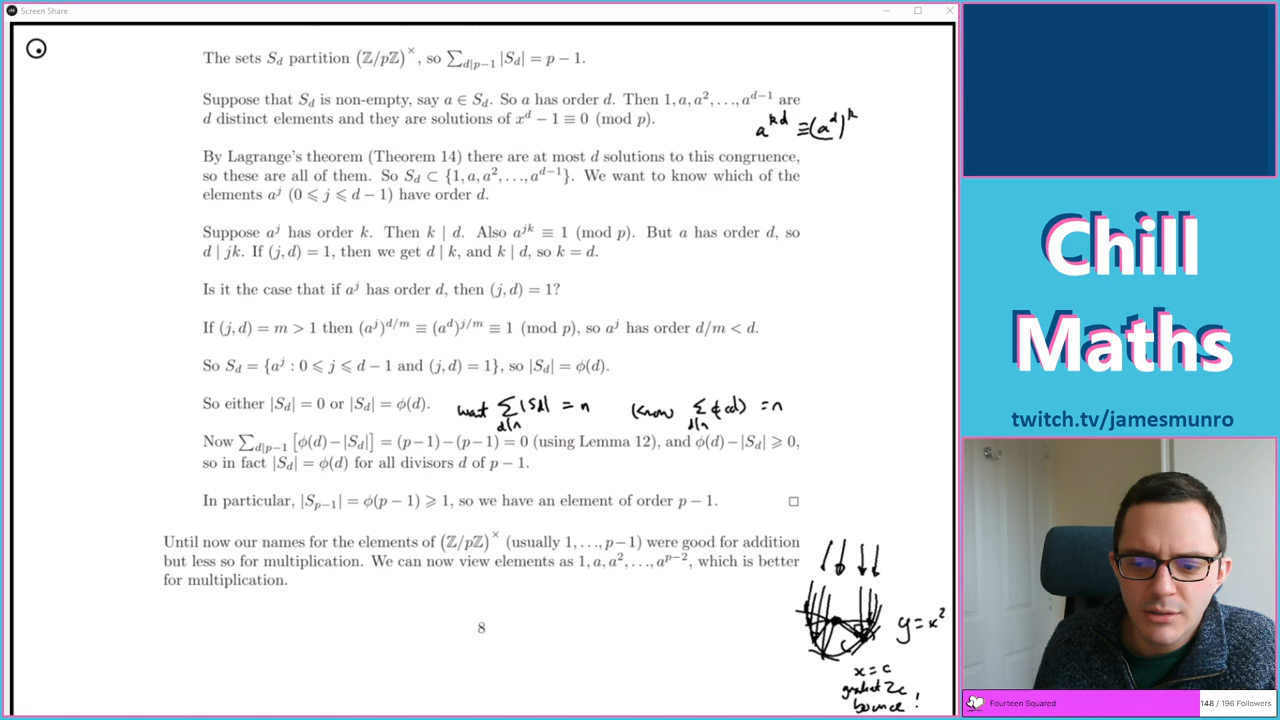 Screen Share
The sets S_d partition (ℤ/pℤ)^×, so ∑_{d|p−1} |S_d| = p − 1.
Suppose that S_d is non-empty, say a ∈ S_d. So a has order d. Then 1, a, a², . . . , a^{d−1} are
d distinct elements and they are solutions of x^d − 1 ≡ 0 (mod p).
a^{kd} ≡ (a^d)^k
By Lagrange's theorem (Theorem 14) there are at most d solutions to this congruence,
so these are all of them. So S_d ⊂ {1, a, a², . . . , a^{d−1}}. We want to know which of the
elements a^j (0 ⩽ j ⩽ d − 1) have order d.
Suppose a^j has order k. Then k | d. Also a^{jk} ≡ 1 (mod p). But a has order d, so
d | jk. If (j, d) = 1, then we get d | k, and k | d, so k = d.
Is it the case that if a^j has order d, then (j, d) = 1?
If (j, d) = m > 1 then (a^j)^{d/m} ≡ (a^d)^{j/m} ≡ 1 (mod p), so a^j has order d/m < d.
So S_d = {a^j : 0 ⩽ j ⩽ d − 1 and (j, d) = 1}, so |S_d| = ϕ(d).
So either |S_d| = 0 or |S_d| = ϕ(d).
want ∑_{d|n} |S_d| = n know ∑_{d|n} ϕ(d) = n
Now ∑_{d|p−1} [ϕ(d) − |S_d|] = (p − 1) − (p − 1) = 0 (using Lemma 12), and ϕ(d) − |S_d| ⩾ 0,
so in fact |S_d| = ϕ(d) for all divisors d of p − 1.
In particular, |S_{p−1}| = ϕ(p − 1) ⩾ 1, so we have an element of order p − 1. □
Until now our names for the elements of (ℤ/pℤ)^× (usually 1, . . . , p − 1) were good for addition
but less so for multiplication. We can now view elements as 1, a, a², . . . , a^{p−2}, which is better
for multiplication.
8
y = x²
x = c
gradient 2c
bounce !
Chill
Maths
twitch.tv/jamesmunro
Fourteen Squared
148 / 196 Followers